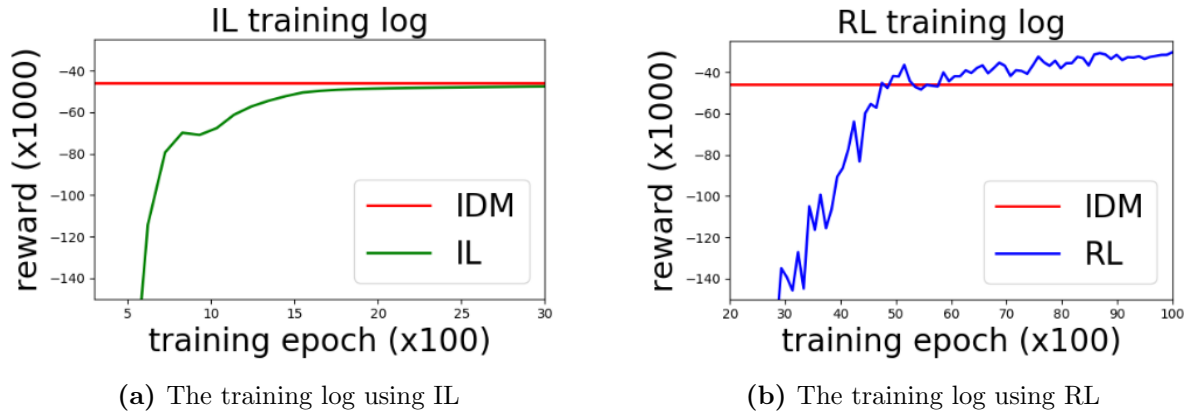 IL training log
reward (x1000)
−40
−60
−80
−100
−120
−140
IDM
IL
5 10 15 20 25 30
training epoch (x100)
(a) The training log using IL
RL training log
reward (x1000)
−40
−60
−80
−100
−120
−140
IDM
RL
20 30 40 50 60 70 80 90 100
training epoch (x100)
(b) The training log using RL